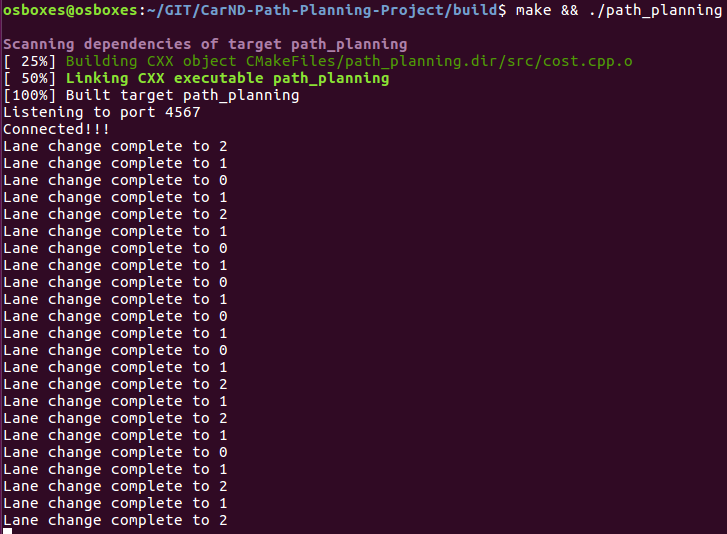 osboxes@osboxes:~/GIT/CarND-Path-Planning-Project/build$ make && ./path_planning
Scanning dependencies of target path_planning
[ 25%] Building CXX object CMakeFiles/path_planning.dir/src/cost.cpp.o
[ 50%] Linking CXX executable path_planning
[100%] Built target path_planning
Listening to port 4567
Connected!!!
Lane change complete to 2
Lane change complete to 1
Lane change complete to 0
Lane change complete to 1
Lane change complete to 2
Lane change complete to 1
Lane change complete to 0
Lane change complete to 1
Lane change complete to 0
Lane change complete to 1
Lane change complete to 0
Lane change complete to 1
Lane change complete to 0
Lane change complete to 1
Lane change complete to 2
Lane change complete to 1
Lane change complete to 2
Lane change complete to 1
Lane change complete to 0
Lane change complete to 1
Lane change complete to 2
Lane change complete to 1
Lane change complete to 2